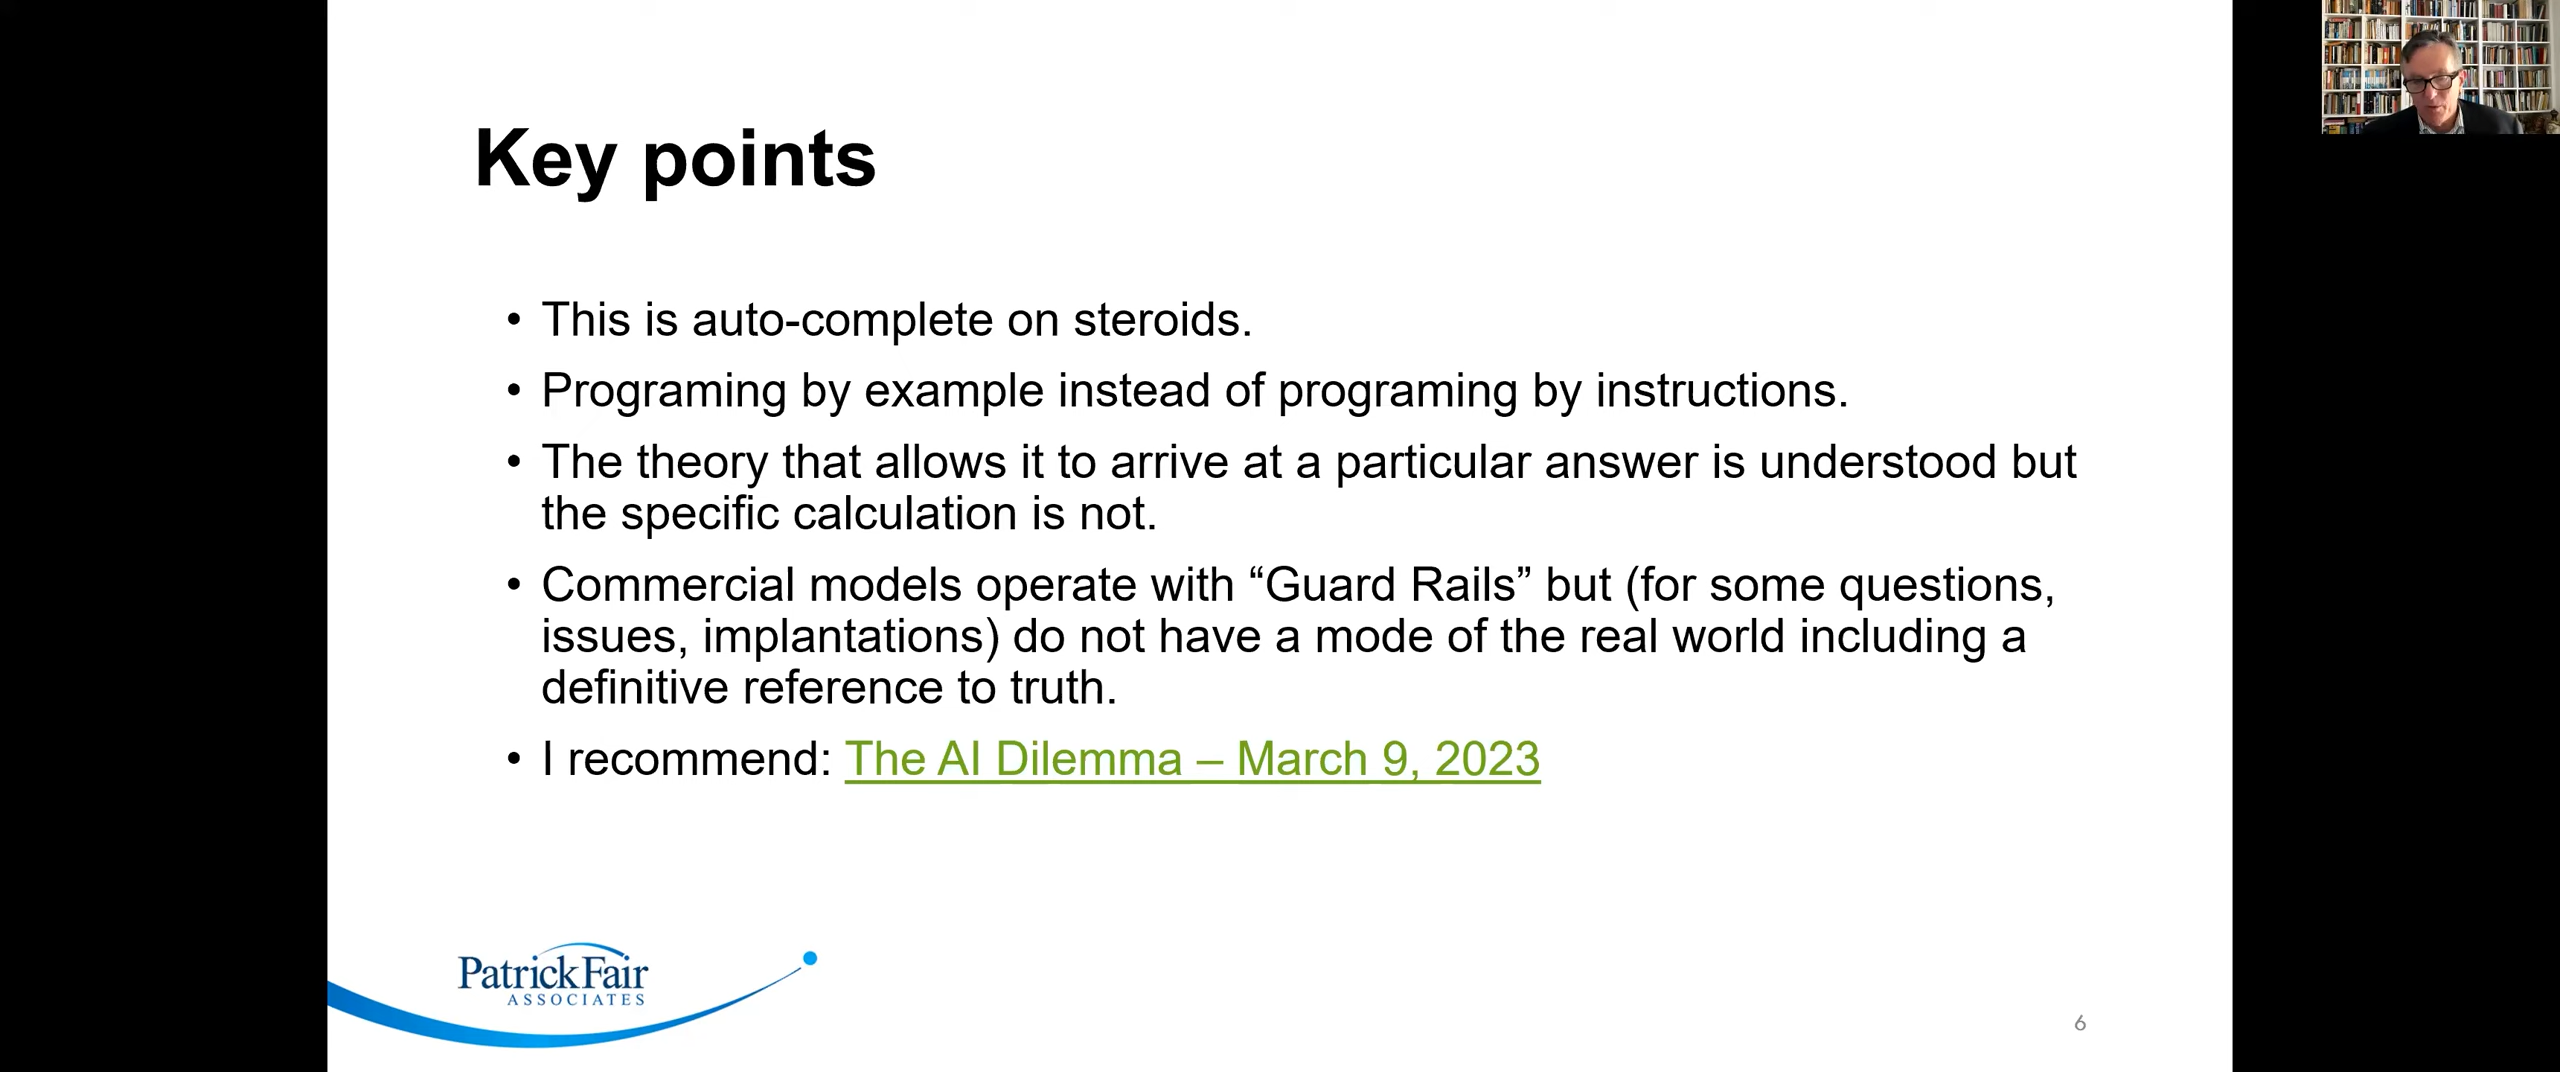 Key points
• This is auto-complete on steroids.
• Programing by example instead of programing by instructions.
• The theory that allows it to arrive at a particular answer is understood but
the specific calculation is not.
• Commercial models operate with “Guard Rails” but (for some questions,
issues, implantations) do not have a mode of the real world including a
definitive reference to truth.
• I recommend: The AI Dilemma – March 9, 2023
PatrickFair
ASSOCIATES
6